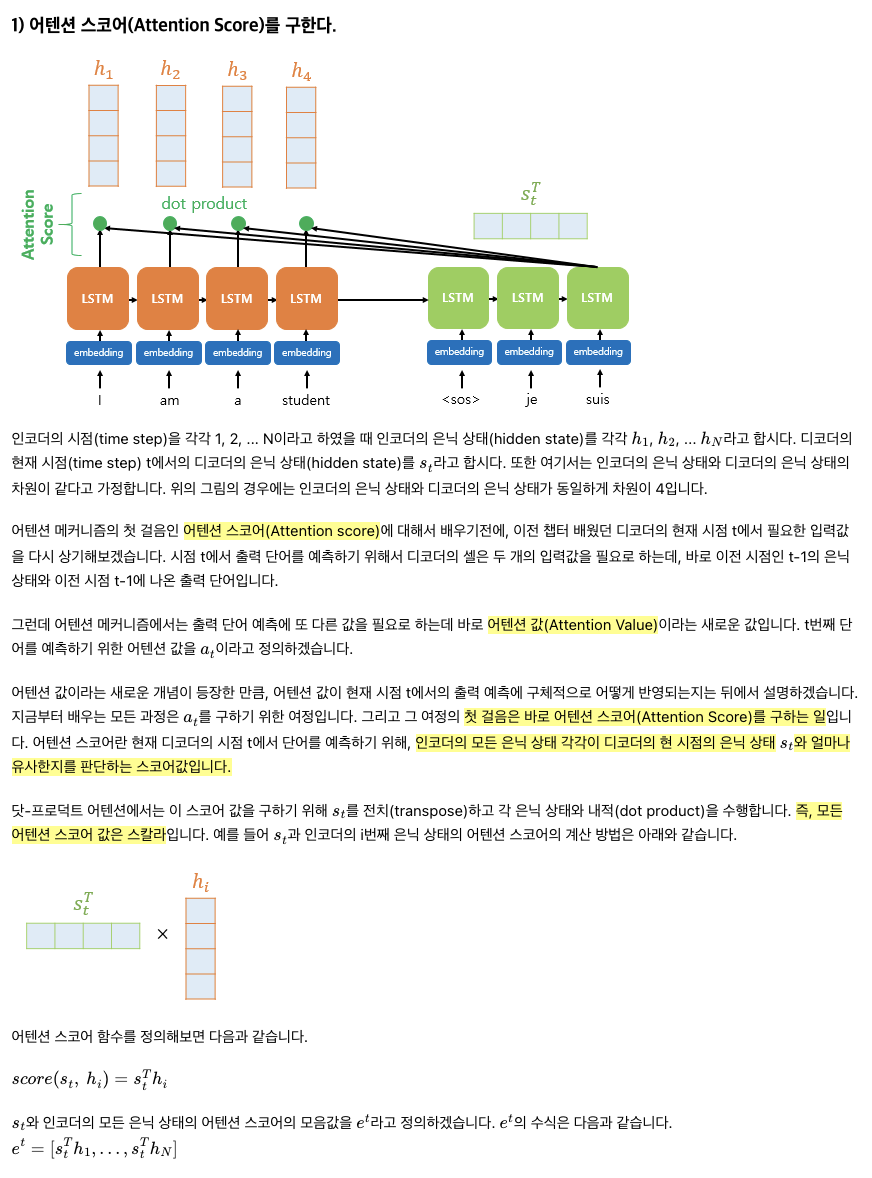 1) 어텐션 스코어(Attention Score)를 구한다.
h₁ h₂ h₃ h₄
sₜᵀ
dot product
Attention
Score
LSTM LSTM LSTM LSTM LSTM LSTM LSTM
embedding embedding embedding embedding embedding embedding embedding
I am a student <sos> je suis
인코더의 시점(time step)을 각각 1, 2, ... N이라고 하였을 때 인코더의 은닉 상태(hidden state)를 각각 h₁, h₂, ... h_N라고 합시다. 디코더의
현재 시점(time step) t에서의 디코더의 은닉 상태(hidden state)를 sₜ라고 합시다. 또한 여기서는 인코더의 은닉 상태와 디코더의 은닉 상태의
차원이 같다고 가정합니다. 위의 그림의 경우에는 인코더의 은닉 상태와 디코더의 은닉 상태가 동일하게 차원이 4입니다.
어텐션 메커니즘의 첫 걸음인 어텐션 스코어(Attention score)에 대해서 배우기전에, 이전 챕터 배웠던 디코더의 현재 시점 t에서 필요한 입력값
을 다시 상기해보겠습니다. 시점 t에서 출력 단어를 예측하기 위해서 디코더의 셀은 두 개의 입력값을 필요로 하는데, 바로 이전 시점인 t-1의 은닉
상태와 이전 시점 t-1에 나온 출력 단어입니다.
그런데 어텐션 메커니즘에서는 출력 단어 예측에 또 다른 값을 필요로 하는데 바로 어텐션 값(Attention Value)이라는 새로운 값입니다. t번째 단
어를 예측하기 위한 어텐션 값을 aₜ이라고 정의하겠습니다.
어텐션 값이라는 새로운 개념이 등장한 만큼, 어텐션 값이 현재 시점 t에서의 출력 예측에 구체적으로 어떻게 반영되는지는 뒤에서 설명하겠습니다.
지금부터 배우는 모든 과정은 aₜ를 구하기 위한 여정입니다. 그리고 그 여정의 첫 걸음은 바로 어텐션 스코어(Attention Score)를 구하는 일입니
다. 어텐션 스코어란 현재 디코더의 시점 t에서 단어를 예측하기 위해, 인코더의 모든 은닉 상태 각각이 디코더의 현 시점의 은닉 상태 sₜ와 얼마나
유사한지를 판단하는 스코어값입니다.
닷-프로덕트 어텐션에서는 이 스코어 값을 구하기 위해 sₜ를 전치(transpose)하고 각 은닉 상태와 내적(dot product)을 수행합니다. 즉, 모든
어텐션 스코어 값은 스칼라입니다. 예를 들어 sₜ과 인코더의 i번째 은닉 상태의 어텐션 스코어의 계산 방법은 아래와 같습니다.
sₜᵀ × hᵢ
어텐션 스코어 함수를 정의해보면 다음과 같습니다.
score(sₜ, hᵢ) = sₜᵀhᵢ
sₜ와 인코더의 모든 은닉 상태의 어텐션 스코어의 모음값을 eᵗ라고 정의하겠습니다. eᵗ의 수식은 다음과 같습니다.
eᵗ = [sₜᵀh₁, . . . , sₜᵀh_N]